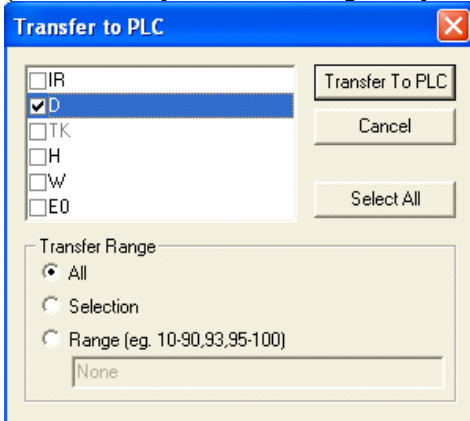 Transfer to PLC
IR
D
TK
H
W
E0
Transfer To PLC
Cancel
Select All
Transfer Range
All
Selection
Range (eg. 10-90,93,95-100)
None